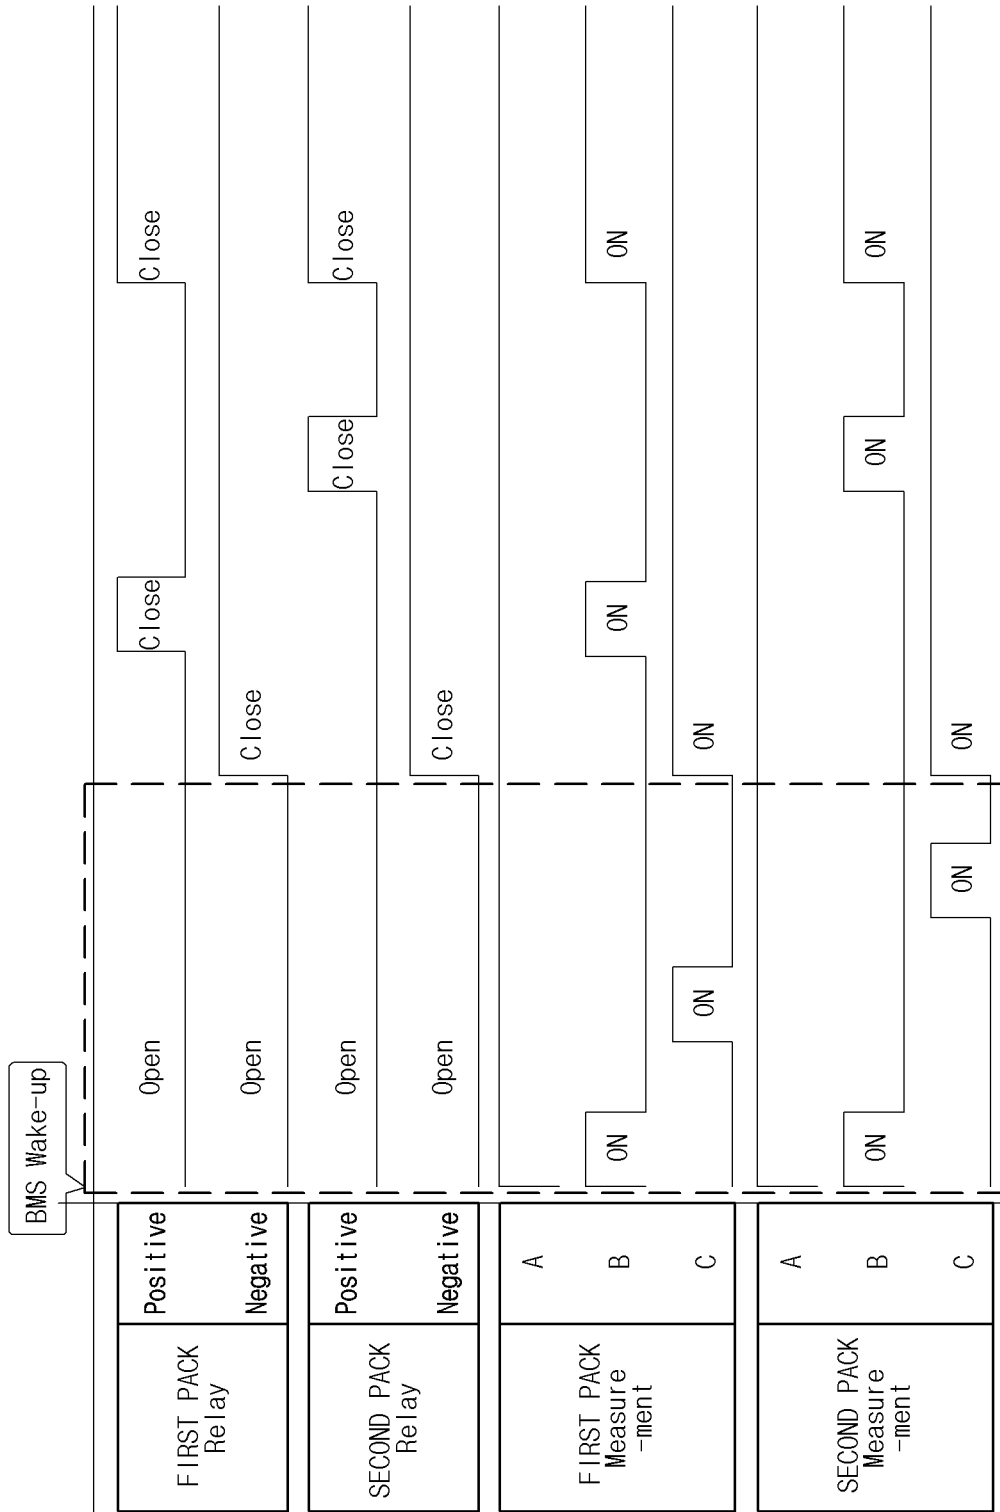 BMS Wake-up
FIRST PACK
Relay
Positive
Open
Close
Close
Negative
Open
Close
SECOND PACK
Relay
Positive
Open
Close
Close
Negative
Open
Close
FIRST PACK
Measure
-ment
A
B
ON
ON
ON
C
ON
ON
SECOND PACK
Measure
-ment
A
B
ON
ON
ON
C
ON
ON